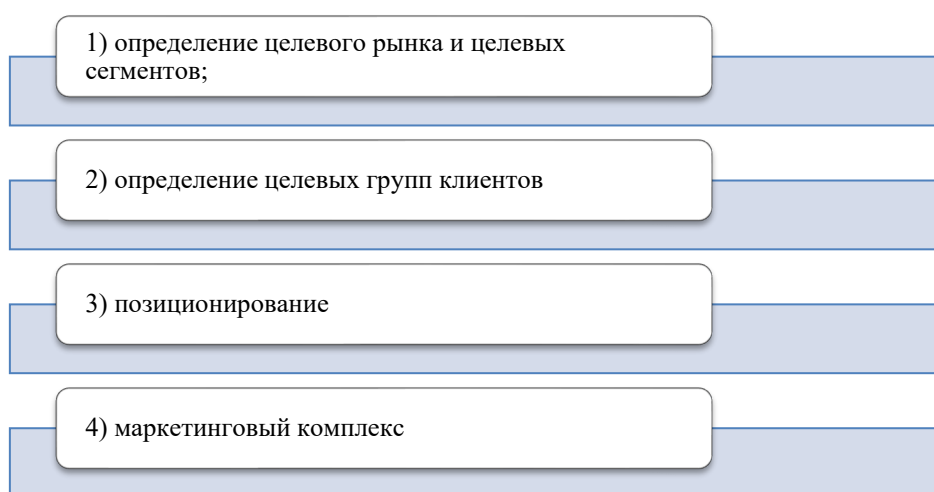 1) определение целевого рынка и целевых
сегментов;
2) определение целевых групп клиентов
3) позиционирование
4) маркетинговый комплекс